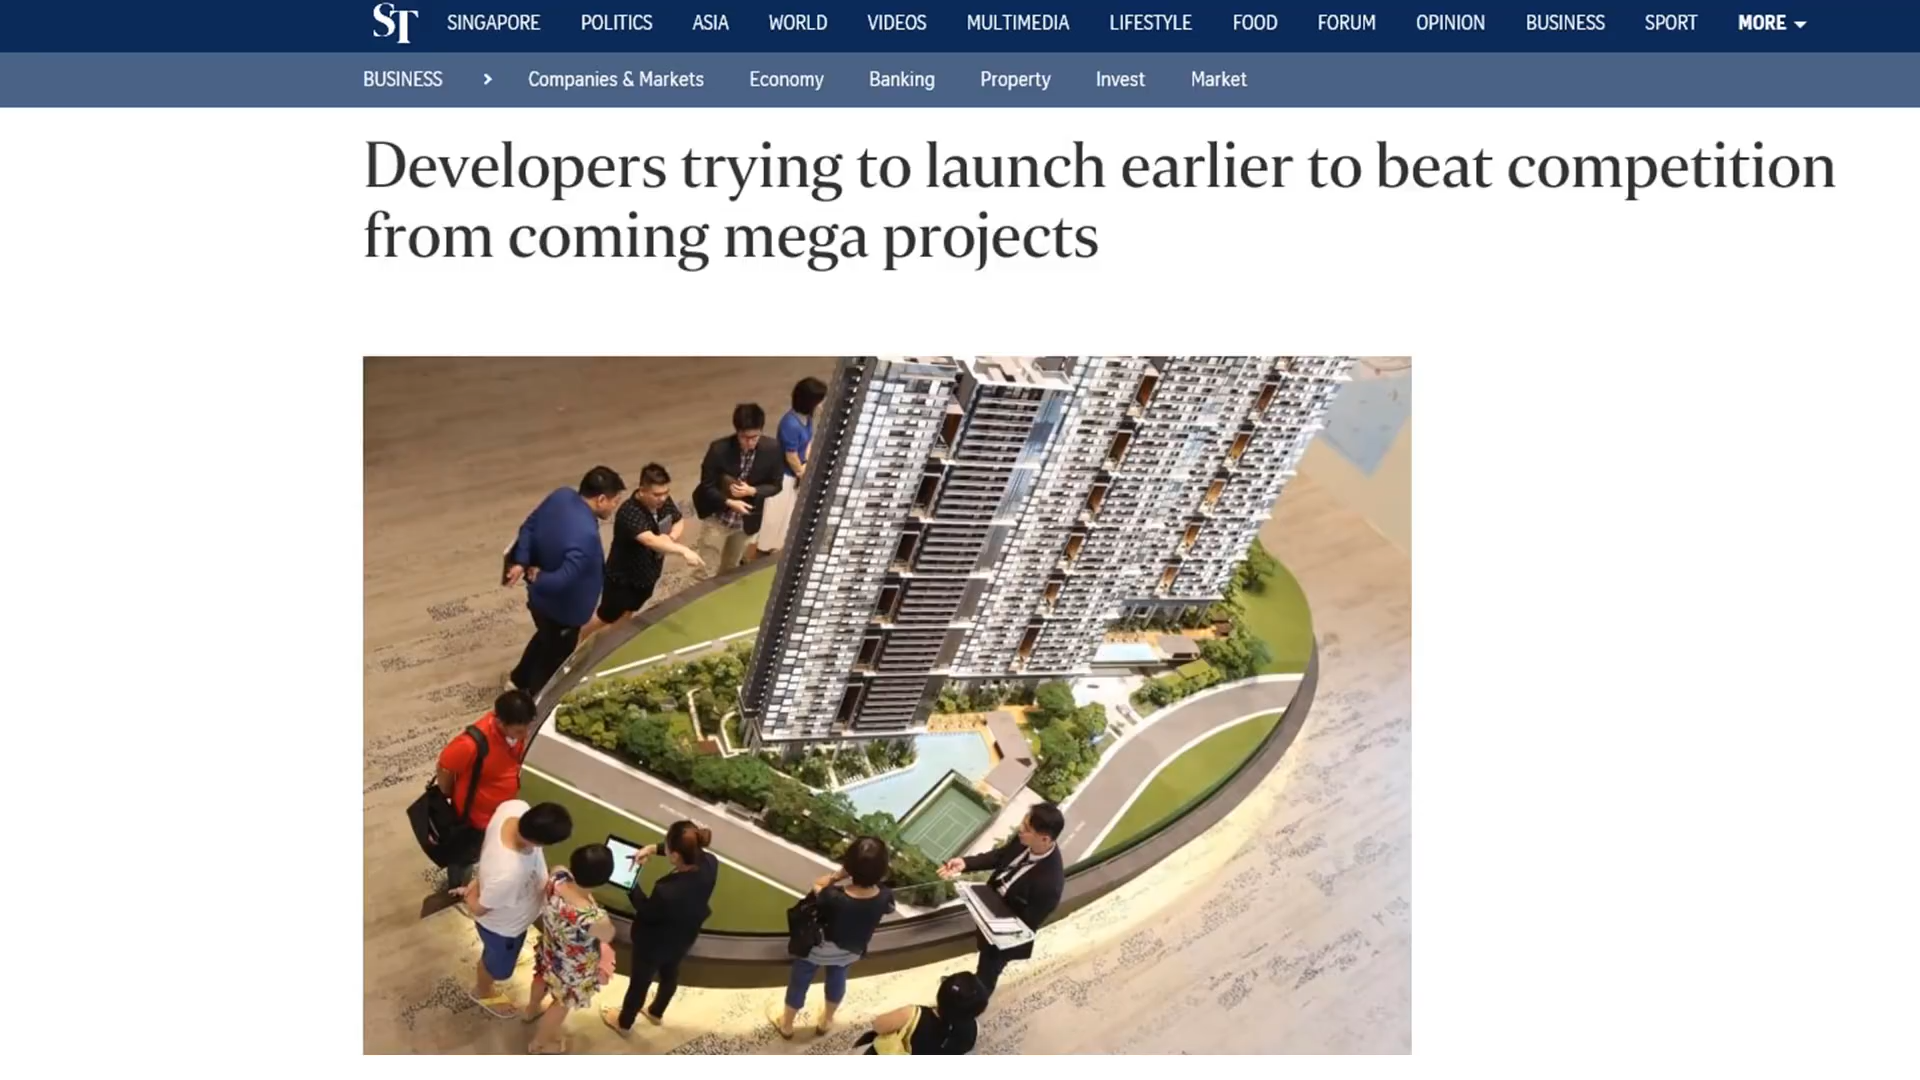 ST SINGAPORE POLITICS ASIA WORLD VIDEOS MULTIMEDIA LIFESTYLE FOOD FORUM OPINION BUSINESS SPORT MORE
BUSINESS > Companies & Markets Economy Banking Property Invest Market
Developers trying to launch earlier to beat competition
from coming mega projects